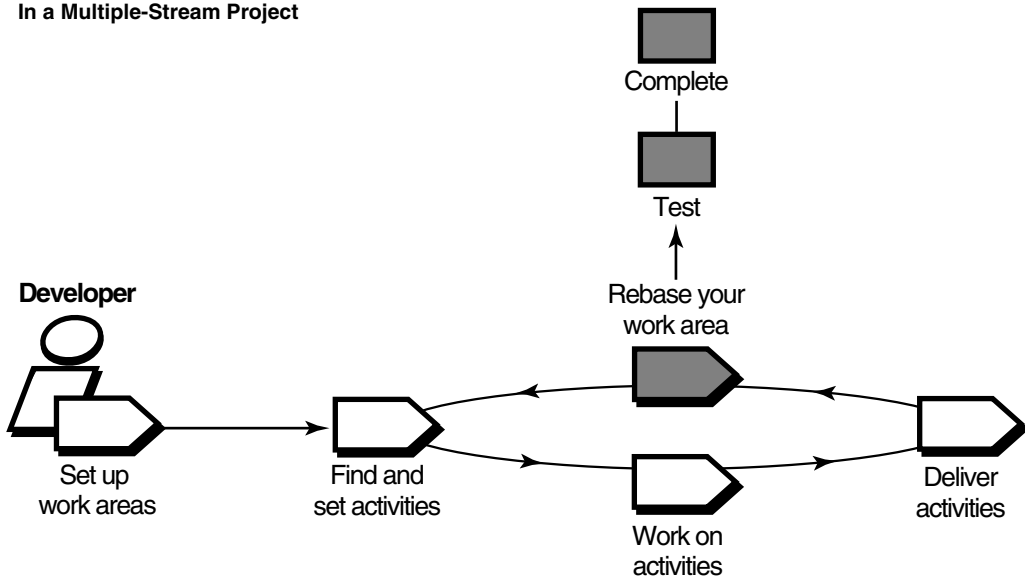 In a Multiple-Stream Project
Complete
Test
Rebase your
work area
Developer
Set up
work areas
Find and
set activities
Work on
activities
Deliver
activities